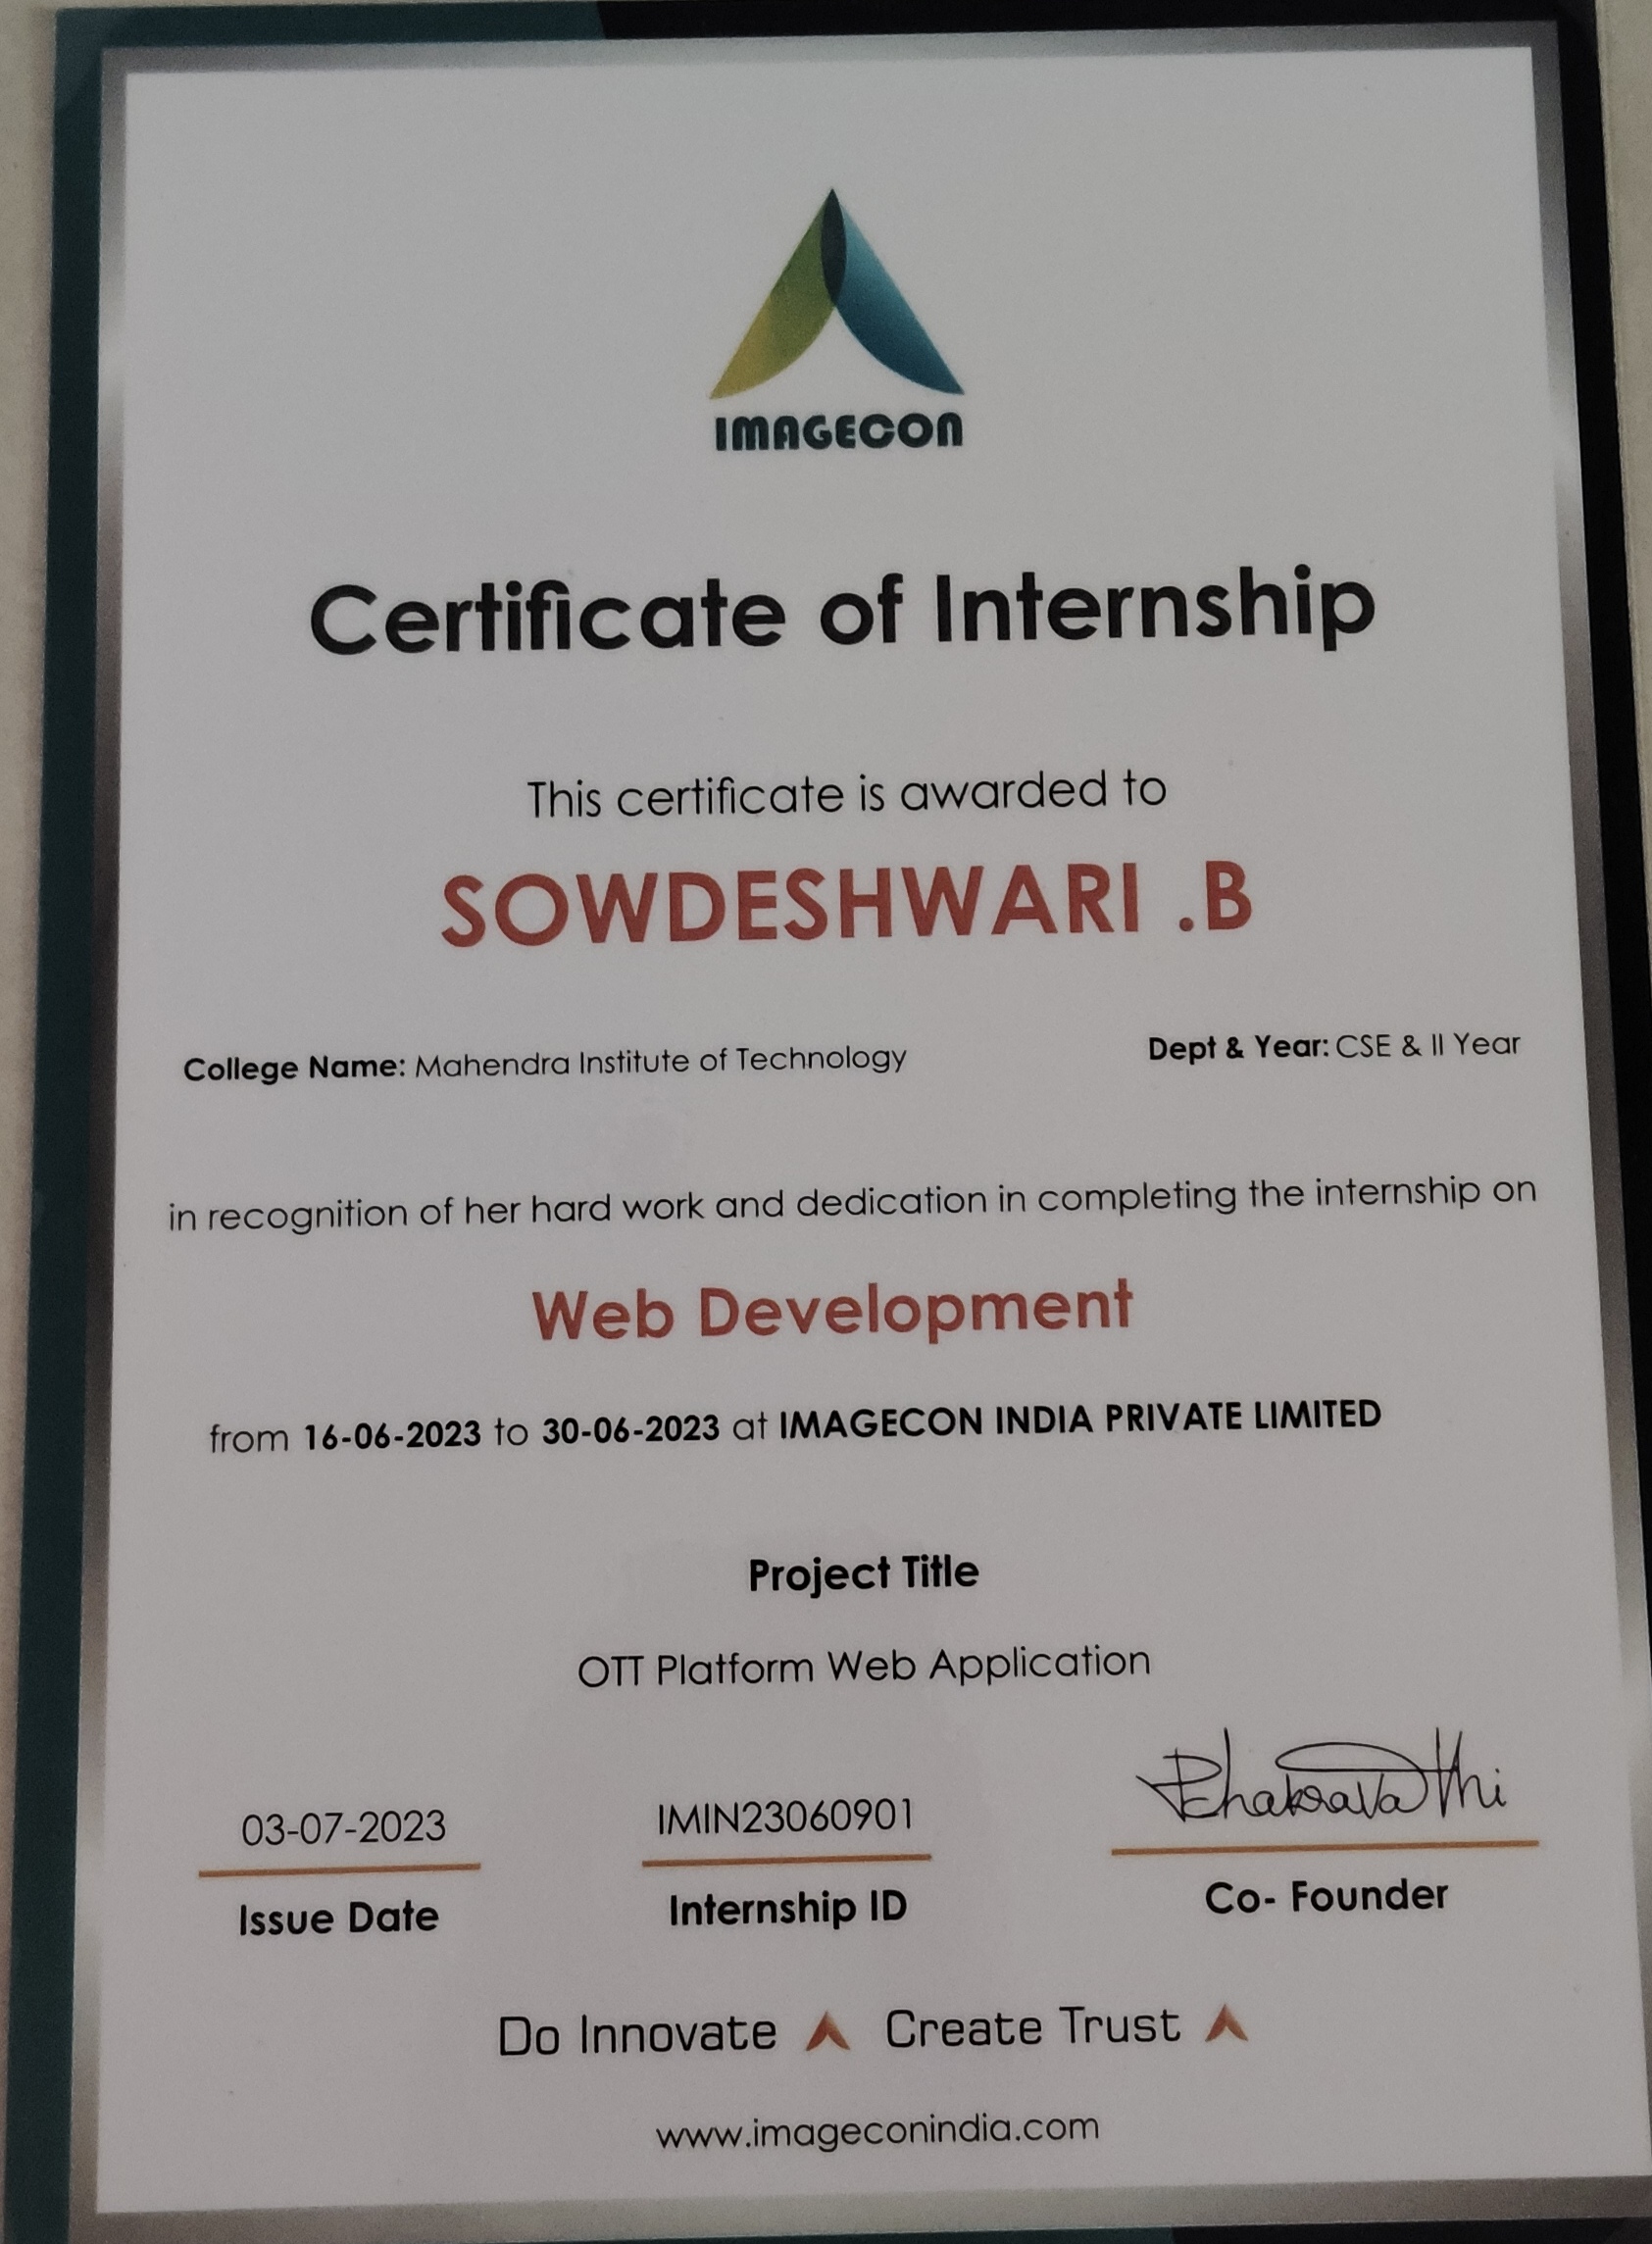 IMAGECON
Certificate of Internship
This certificate is awarded to
SOWDESHWARI .B
College Name: Mahendra Institute of Technology
Dept & Year: CSE & II Year
in recognition of her hard work and dedication in completing the internship on
Web Development
from 16-06-2023 to 30-06-2023 at IMAGECON INDIA PRIVATE LIMITED
Project Title
OTT Platform Web Application
03-07-2023
Issue Date
IMIN23060901
Internship ID
Co- Founder
Do Innovate Create Trust
www.imageconindia.com